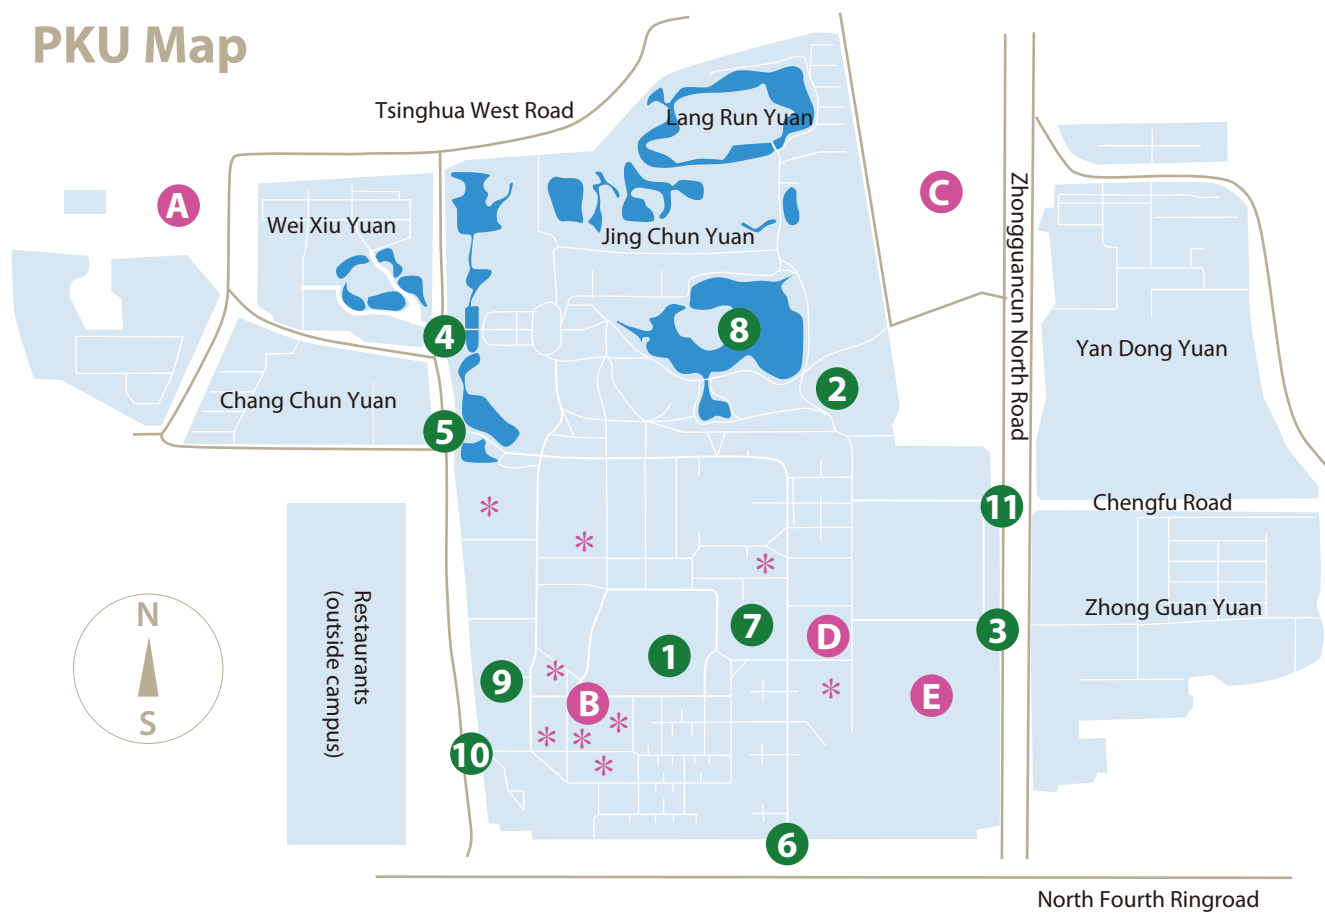 PKU Map
Tsinghua West Road
Lang Run Yuan
A
C
Wei Xiu Yuan
Jing Chun Yuan
Zhongguancun North Road
4
8
Yan Dong Yuan
2
Chang Chun Yuan
5
*
11
Chengfu Road
*
*
Restaurants
(outside campus)
N
S
7
D
3
Zhong Guan Yuan
1
*
9
*
E
B
*
*
*
10
*
6
North Fourth Ringroad